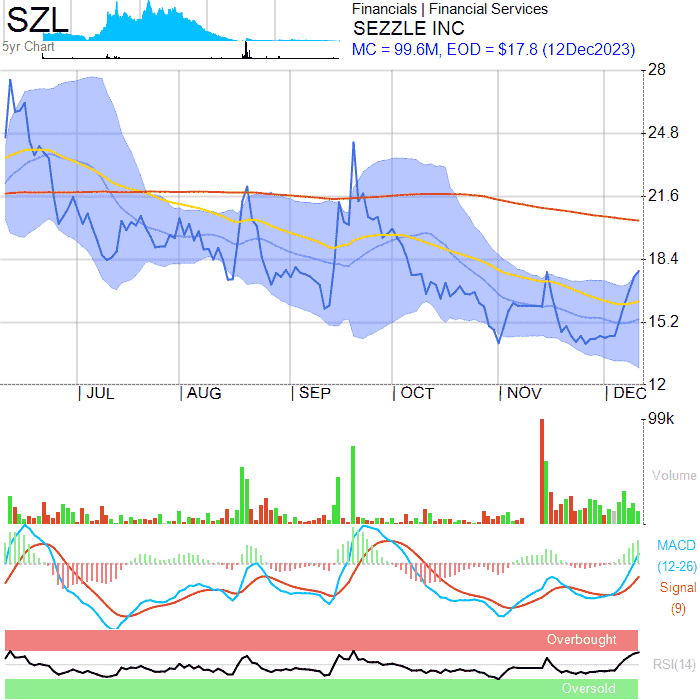 SZL
5yr Chart
Financials | Financial Services
SEZZLE INC
MC = 99.6M, EOD = $17.8 (12Dec2023)
28
24.8
21.6
18.4
15.2
12
JUL AUG SEP OCT NOV DEC
99k
Volume
MACD
(12-26)
Signal
(9)
Overbought
RSI(14)
Oversold